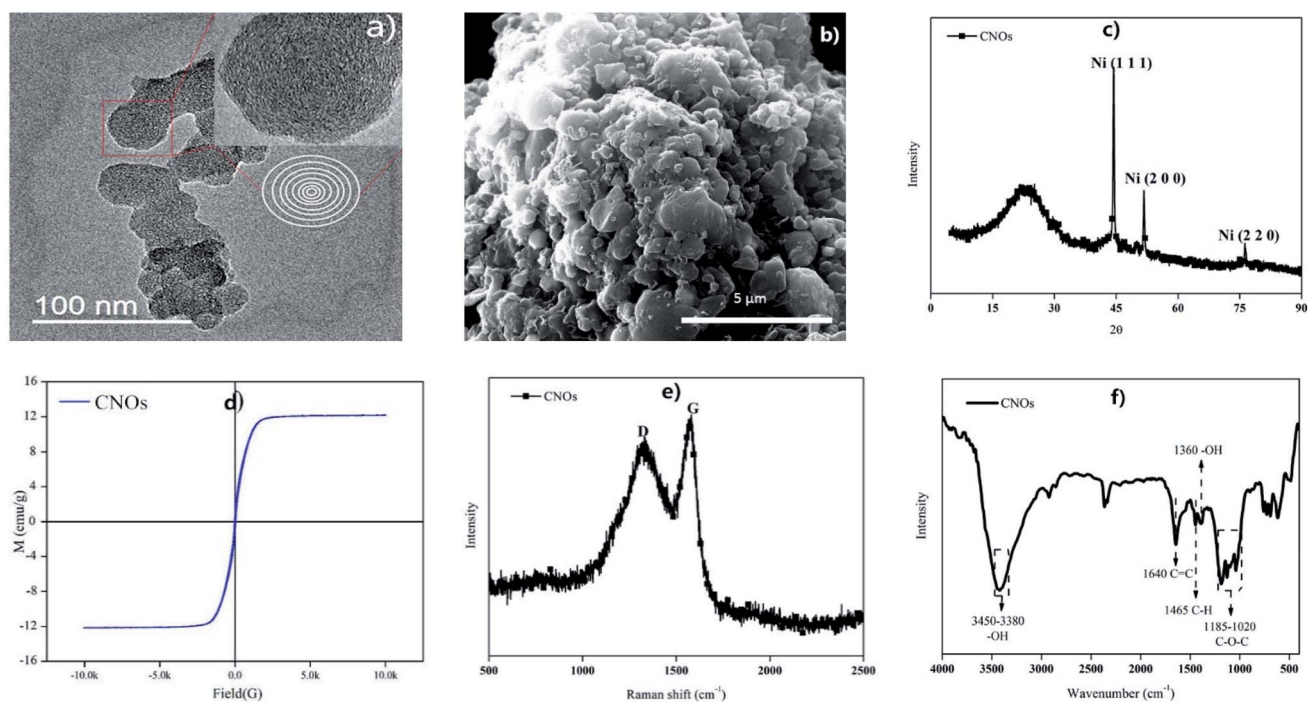 a)
100 nm
b)
5 µm
c)
CNOs
Ni (1 1 1)
Ni (2 0 0)
Ni (2 2 0)
Intensity
0 15 30 45 60 75 90
2θ
d)
CNOs
16
12
8
4
0
-4
-8
-12
-16
M (emu/g)
-10.0k -5.0k 0.0 5.0k 10.0k
Field(G)
e)
CNOs
D
G
Intensity
500 1000 1500 2000 2500
Raman shift (cm⁻¹)
f)
CNOs
1360 -OH
1640 C=C
1465 C-H
3450-3380
-OH
1185-1020
C-O-C
Intensity
4000 3500 3000 2500 2000 1500 1000 500
Wavenumber (cm⁻¹)